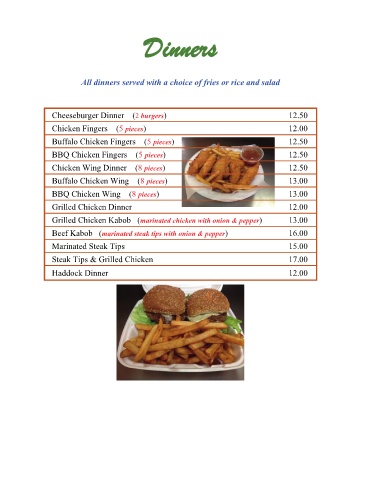 Dinners
All dinners served with a choice of fries or rice and salad
Cheeseburger Dinner (2 burgers) 12.50
Chicken Fingers (5 pieces) 12.00
Buffalo Chicken Fingers (5 pieces) 12.50
BBQ Chicken Fingers (5 pieces) 12.50
Chicken Wing Dinner (8 pieces) 12.50
Buffalo Chicken Wing (8 pieces) 13.00
BBQ Chicken Wing (8 pieces) 13.00
Grilled Chicken Dinner 12.00
Grilled Chicken Kabob (marinated chicken with onion & pepper) 13.00
Beef Kabob (marinated steak tips with onion & pepper) 16.00
Marinated Steak Tips 15.00
Steak Tips & Grilled Chicken 17.00
Haddock Dinner 12.00